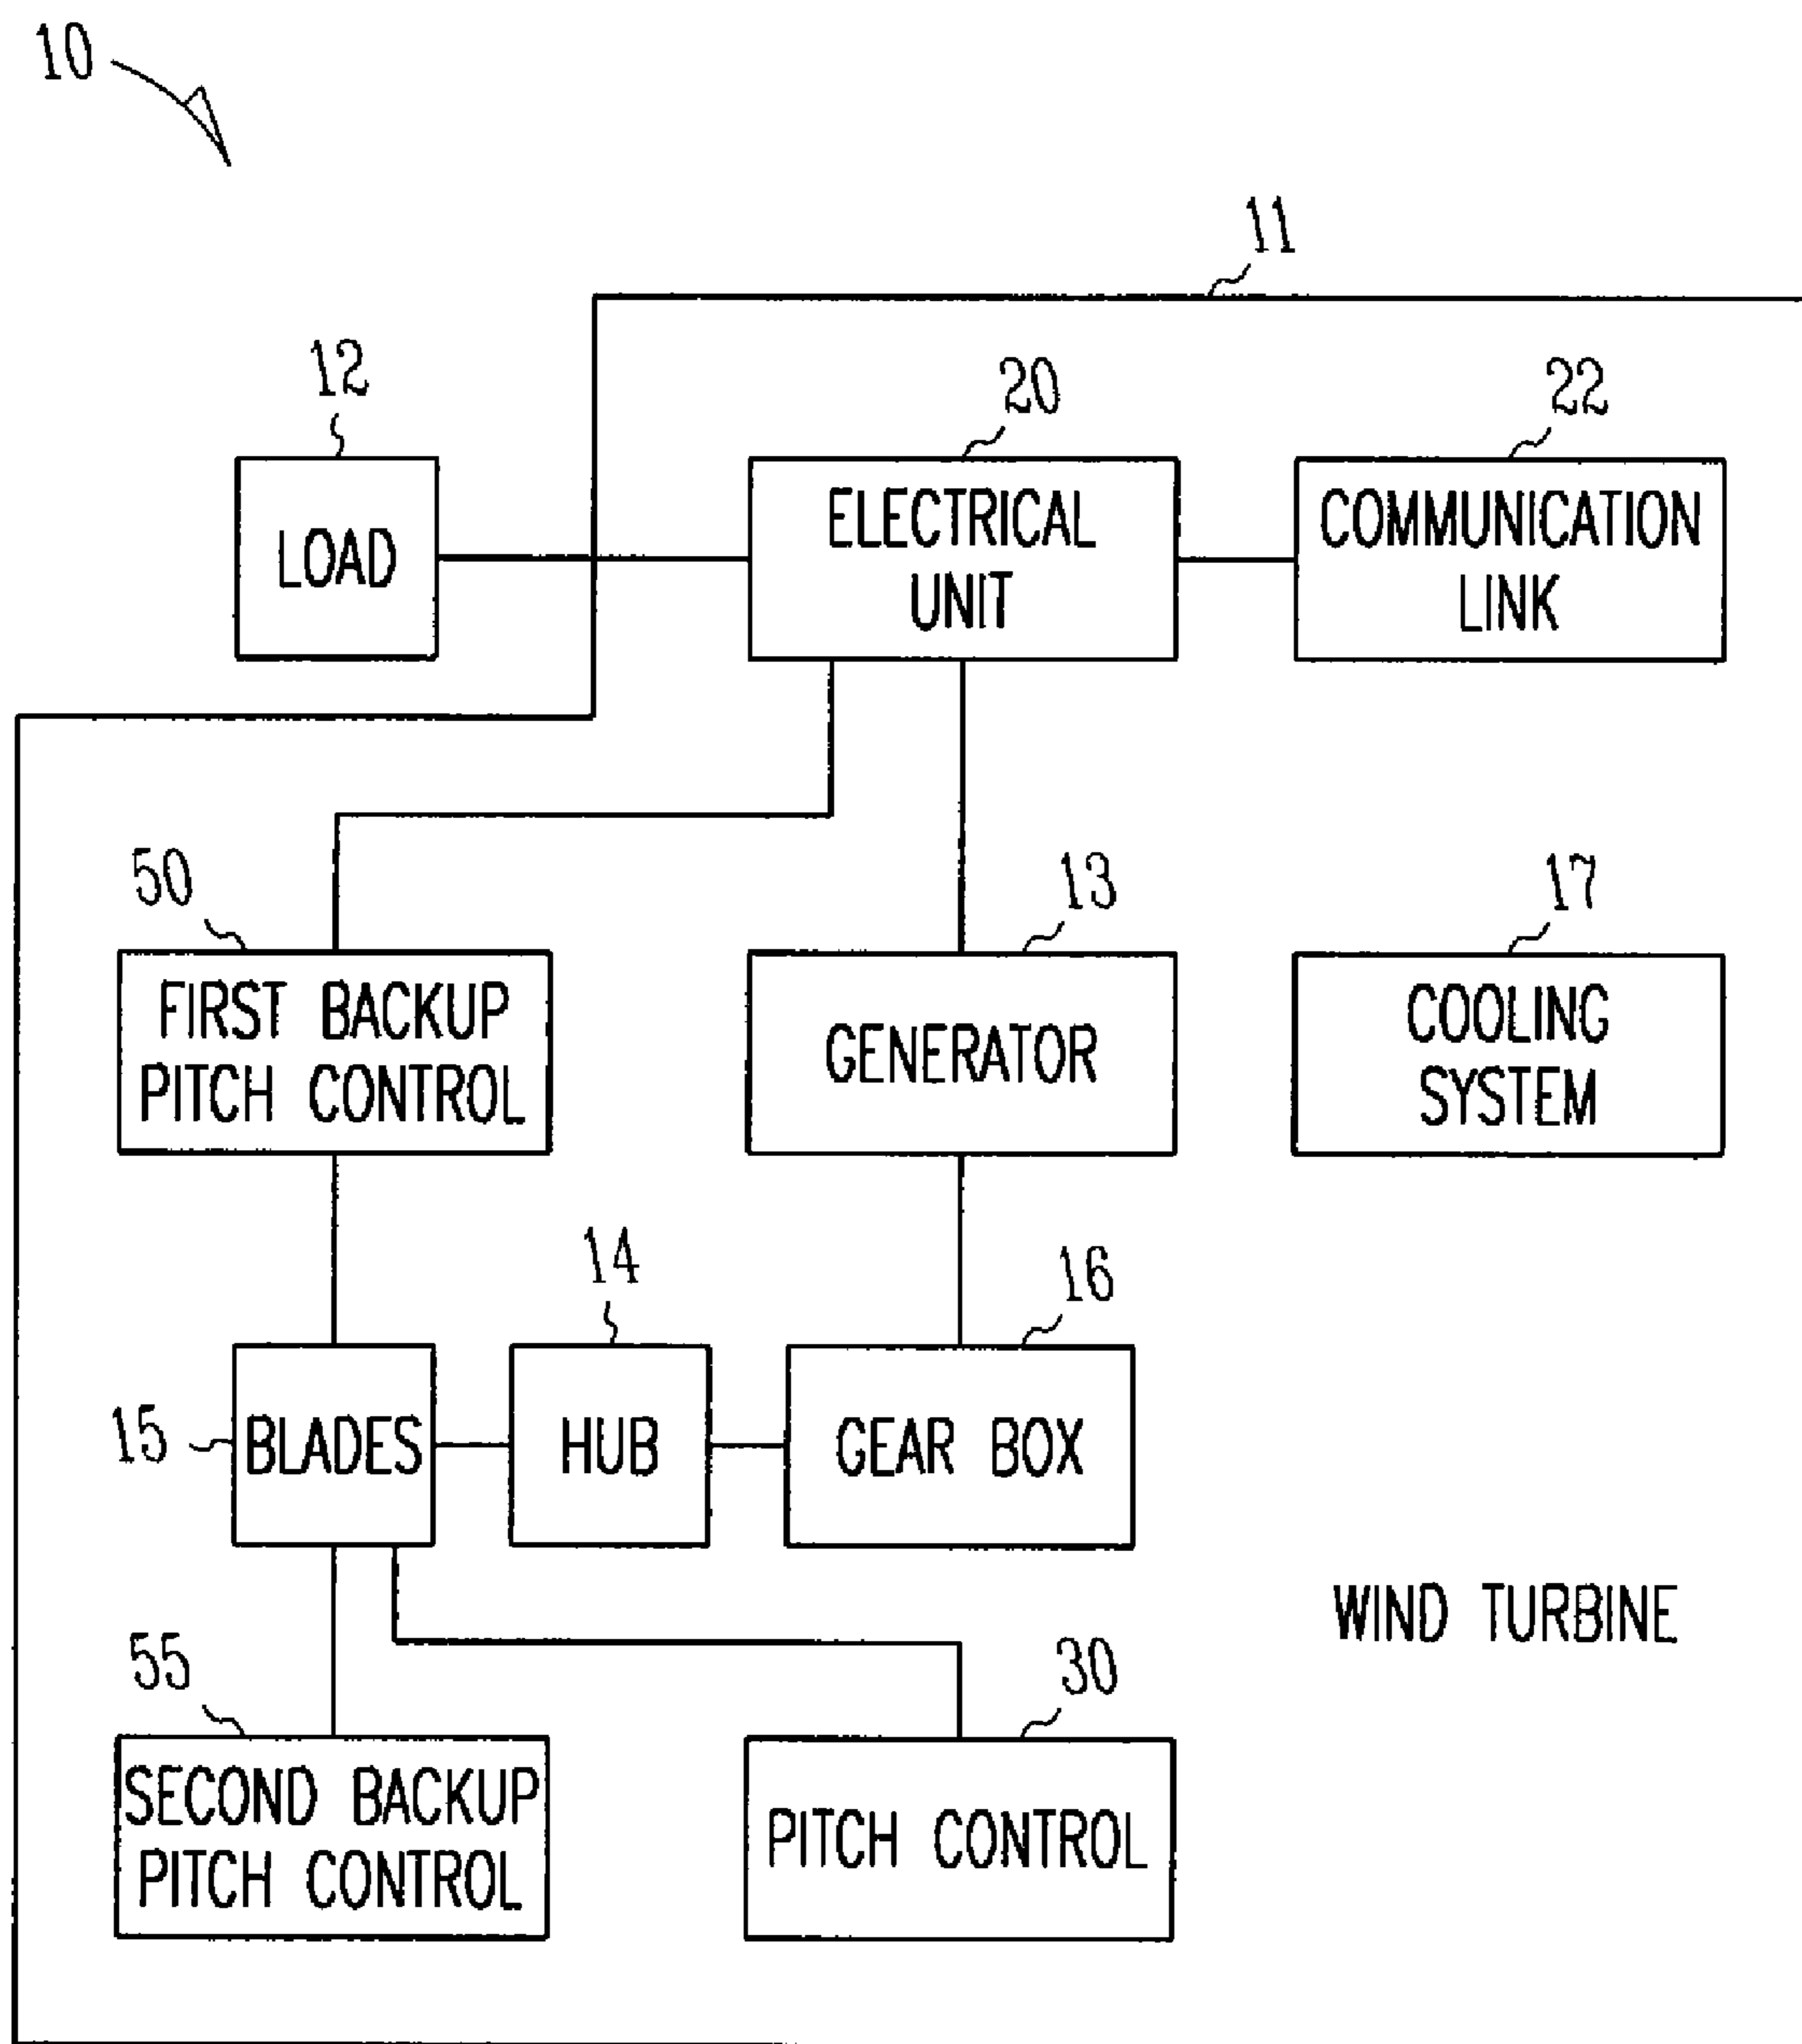 10
11
12
20
22
LOAD
ELECTRICAL
UNIT
COMMUNICATION
LINK
50
13
17
FIRST BACKUP
PITCH CONTROL
GENERATOR
COOLING
SYSTEM
14
16
15
BLADES
HUB
GEAR BOX
WIND TURBINE
55
30
SECOND BACKUP
PITCH CONTROL
PITCH CONTROL